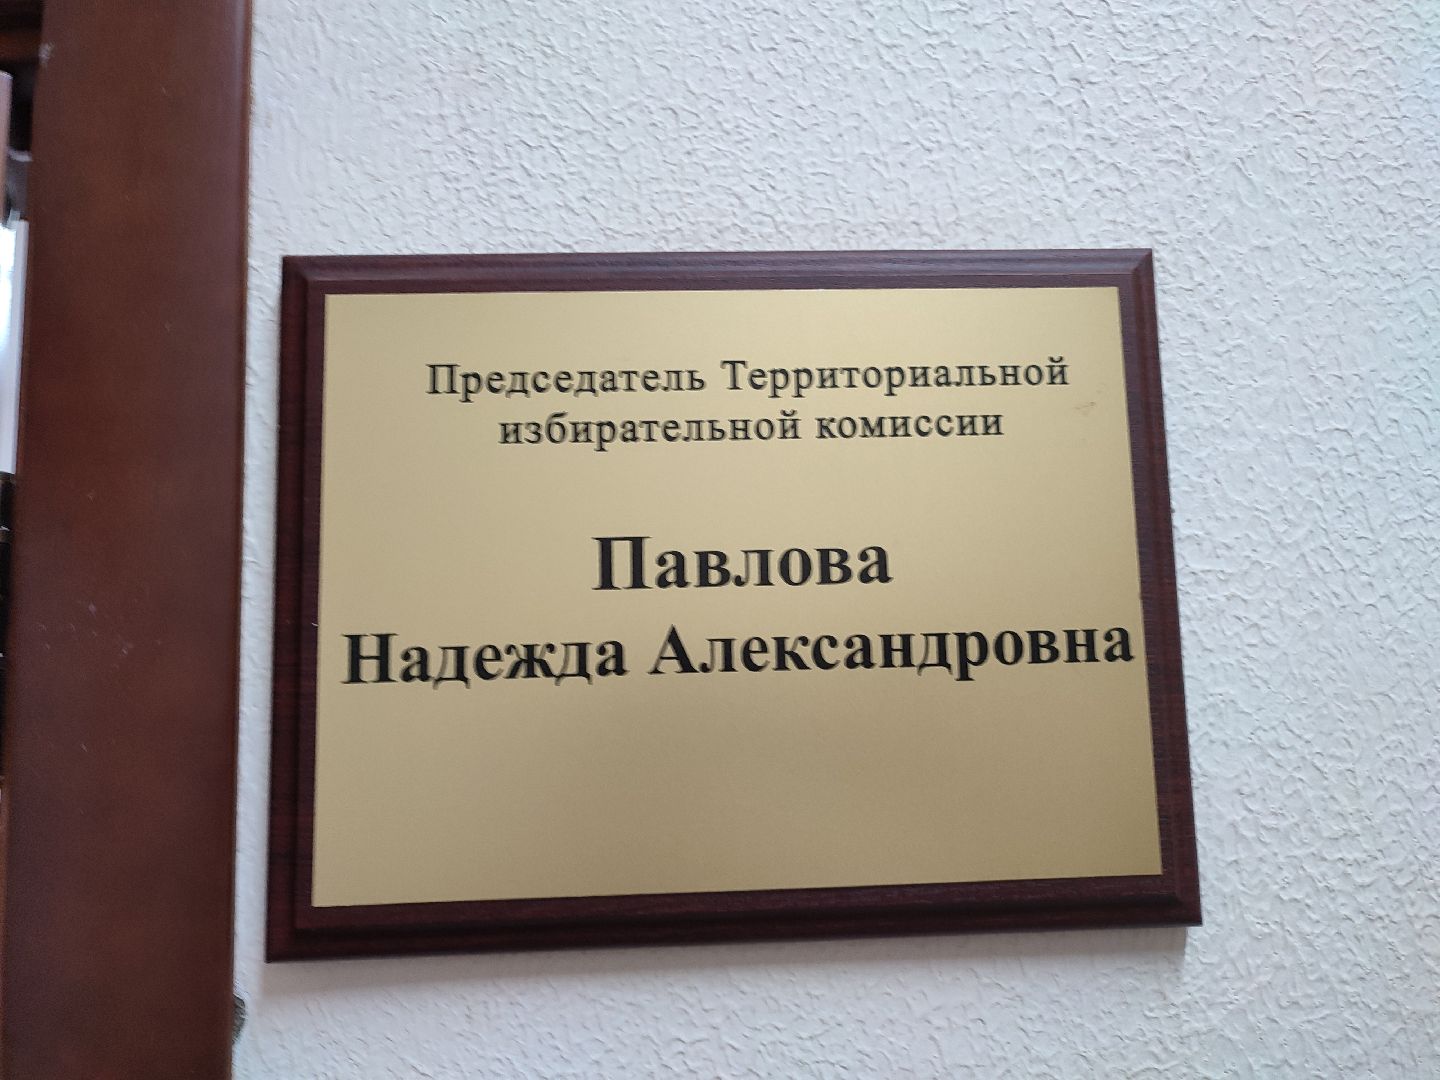 Председатель Территориальной
избирательной комиссии
Павлова
Надежда Александровна